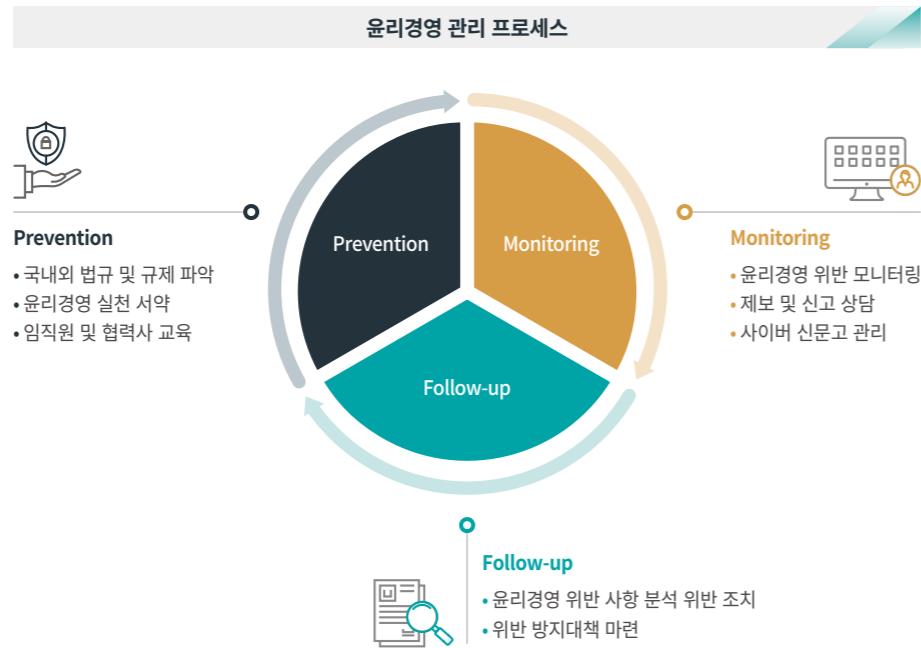 윤리경영 관리 프로세스
Prevention
Monitoring
Follow-up
Prevention
• 국내외 법규 및 규제 파악
• 윤리경영 실천 서약
• 임직원 및 협력사 교육
Monitoring
• 윤리경영 위반 모니터링
• 제보 및 신고 상담
• 사이버 신문고 관리
Follow-up
• 윤리경영 위반 사항 분석 위반 조치
• 위반 방지대책 마련